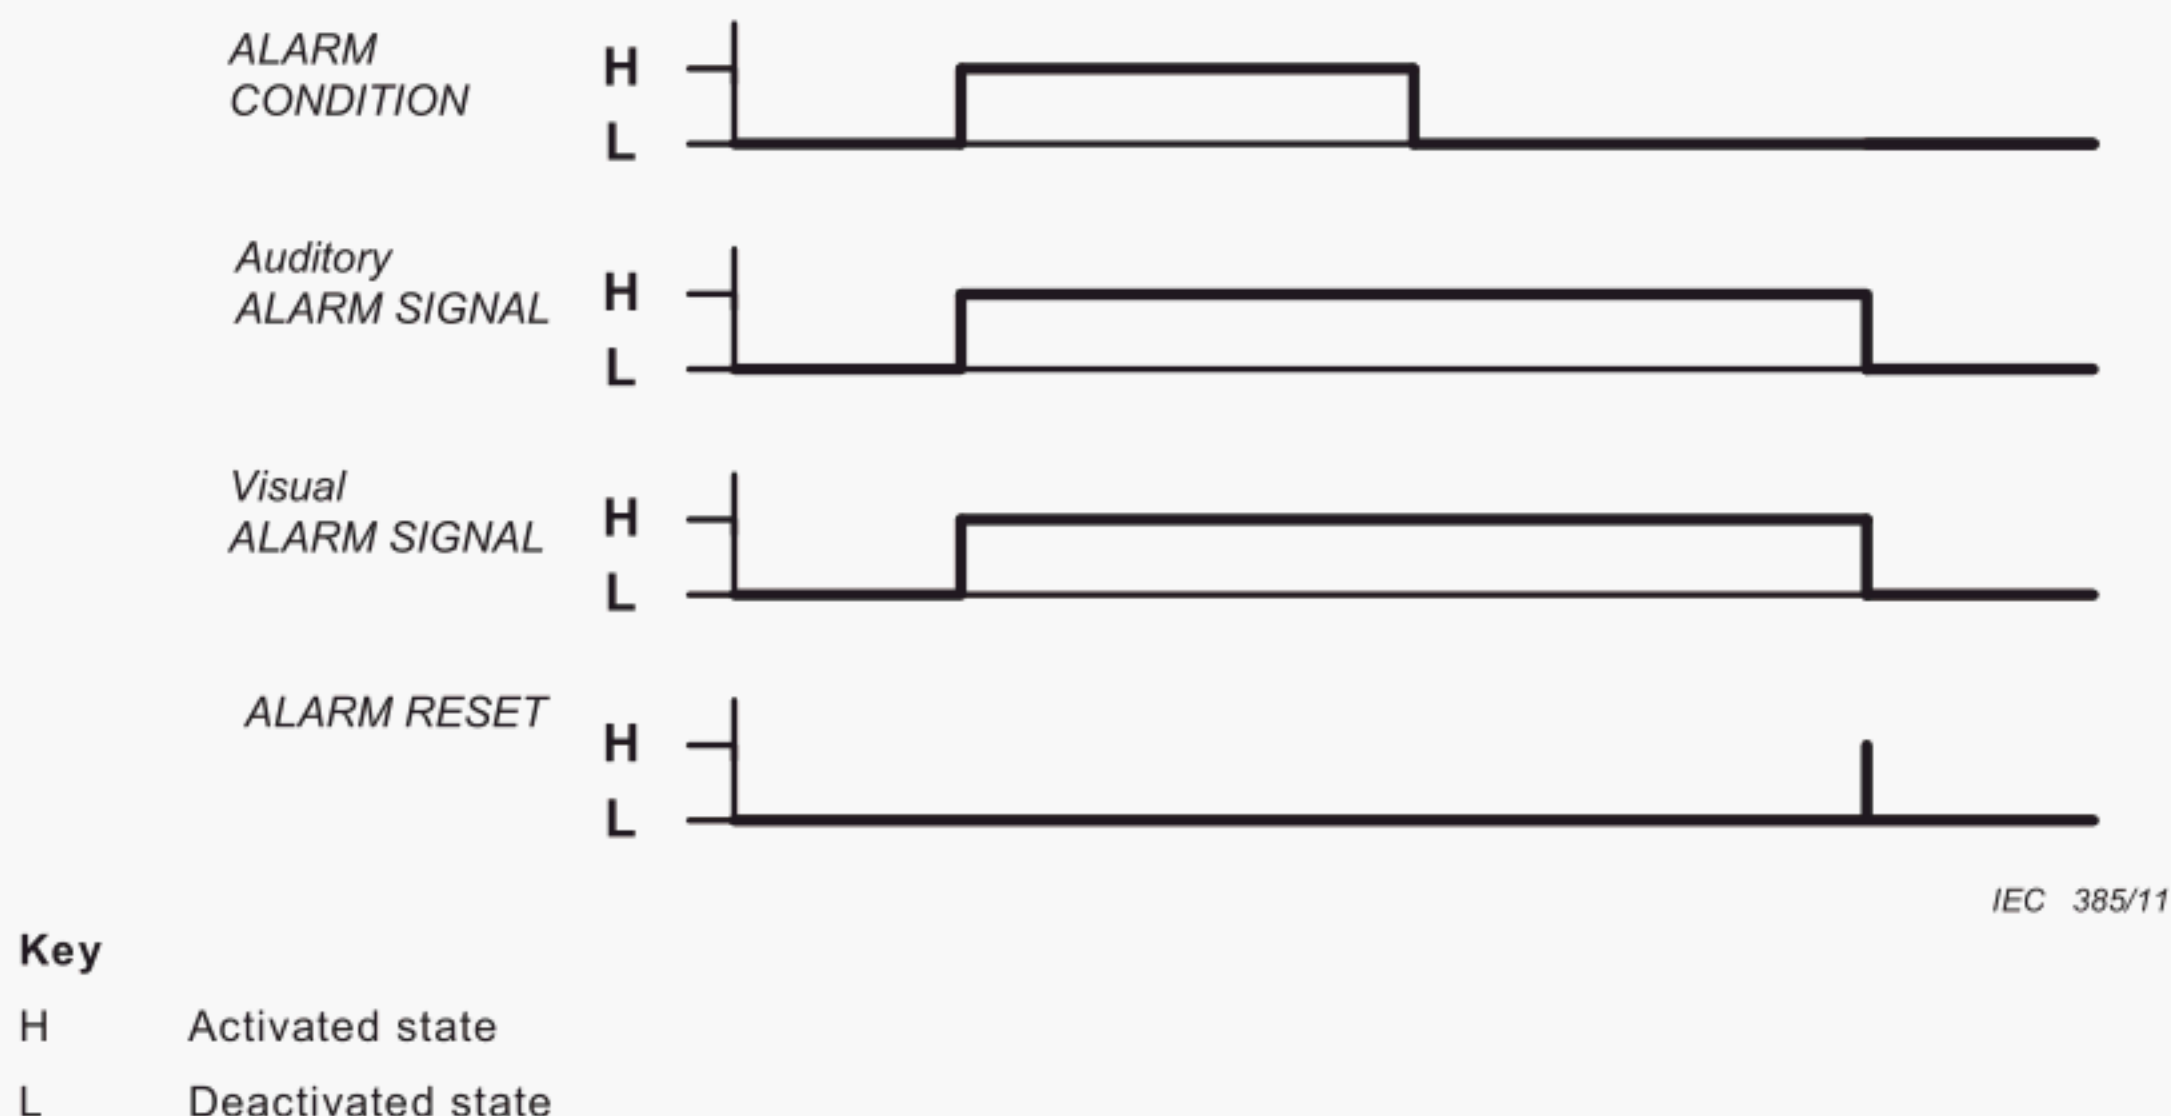 ALARM
CONDITION
H
L
Auditory
ALARM SIGNAL
H
L
Visual
ALARM SIGNAL
H
L
ALARM RESET
H
L
IEC 385/11
Key
H Activated state
L Deactivated state